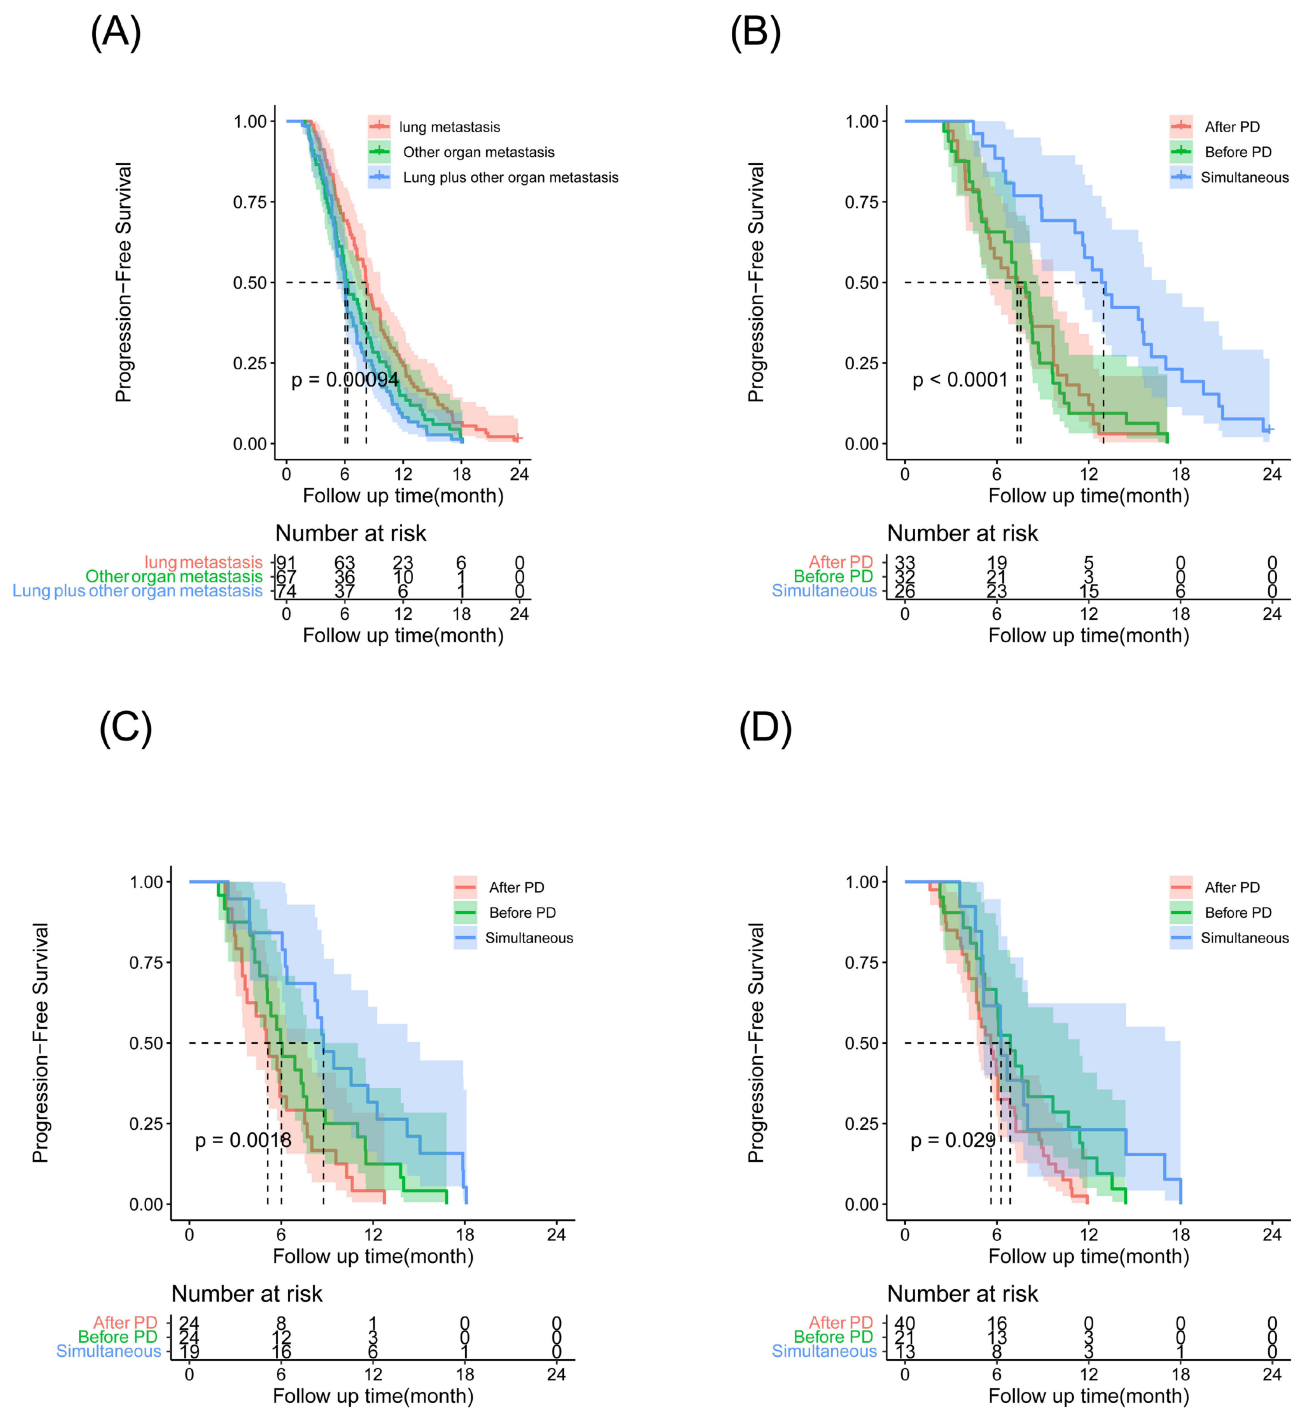 (A)
Progression−Free Survival
1.00
0.75
0.50
0.25
0.00
lung metastasis
Other organ metastasis
Lung plus other organ metastasis
p = 0.00094
0 6 12 18 24
Follow up time(month)
Number at risk
lung metastasis 91 63 23 6 0
Other organ metastasis 67 36 10 1 0
Lung plus other organ metastasis 74 37 6 1 0
0 6 12 18 24
Follow up time(month)
(B)
Progression−Free Survival
1.00
0.75
0.50
0.25
0.00
After PD
Before PD
Simultaneous
p < 0.0001
0 6 12 18 24
Follow up time(month)
Number at risk
After PD 33 19 5 0 0
Before PD 32 21 3 0 0
Simultaneous 26 23 15 6 0
0 6 12 18 24
Follow up time(month)
(C)
Progression−Free Survival
1.00
0.75
0.50
0.25
0.00
After PD
Before PD
Simultaneous
p = 0.0018
0 6 12 18 24
Follow up time(month)
Number at risk
After PD 24 8 1 0 0
Before PD 24 12 3 0 0
Simultaneous 19 16 6 1 0
0 6 12 18 24
Follow up time(month)
(D)
Progression−Free Survival
1.00
0.75
0.50
0.25
0.00
After PD
Before PD
Simultaneous
p = 0.029
0 6 12 18 24
Follow up time(month)
Number at risk
After PD 40 16 0 0 0
Before PD 21 13 3 0 0
Simultaneous 13 8 3 1 0
0 6 12 18 24
Follow up time(month)